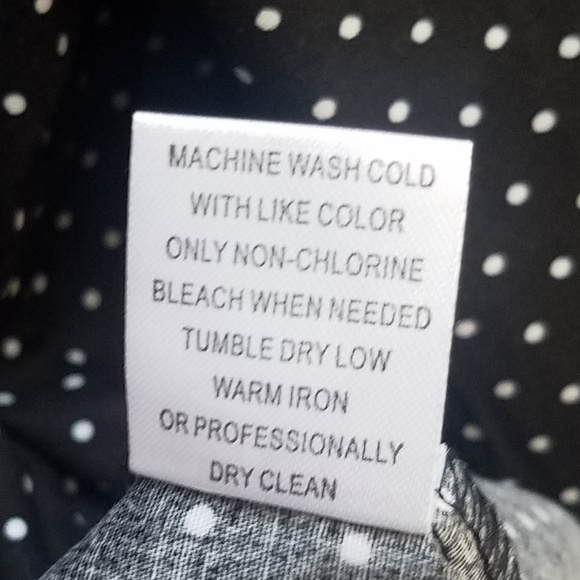 MACHINE WASH COLD
WITH LIKE COLOR
ONLY NON-CHLORINE
BLEACH WHEN NEEDED
TUMBLE DRY LOW
WARM IRON
OR PROFESSIONALLY
DRY CLEAN